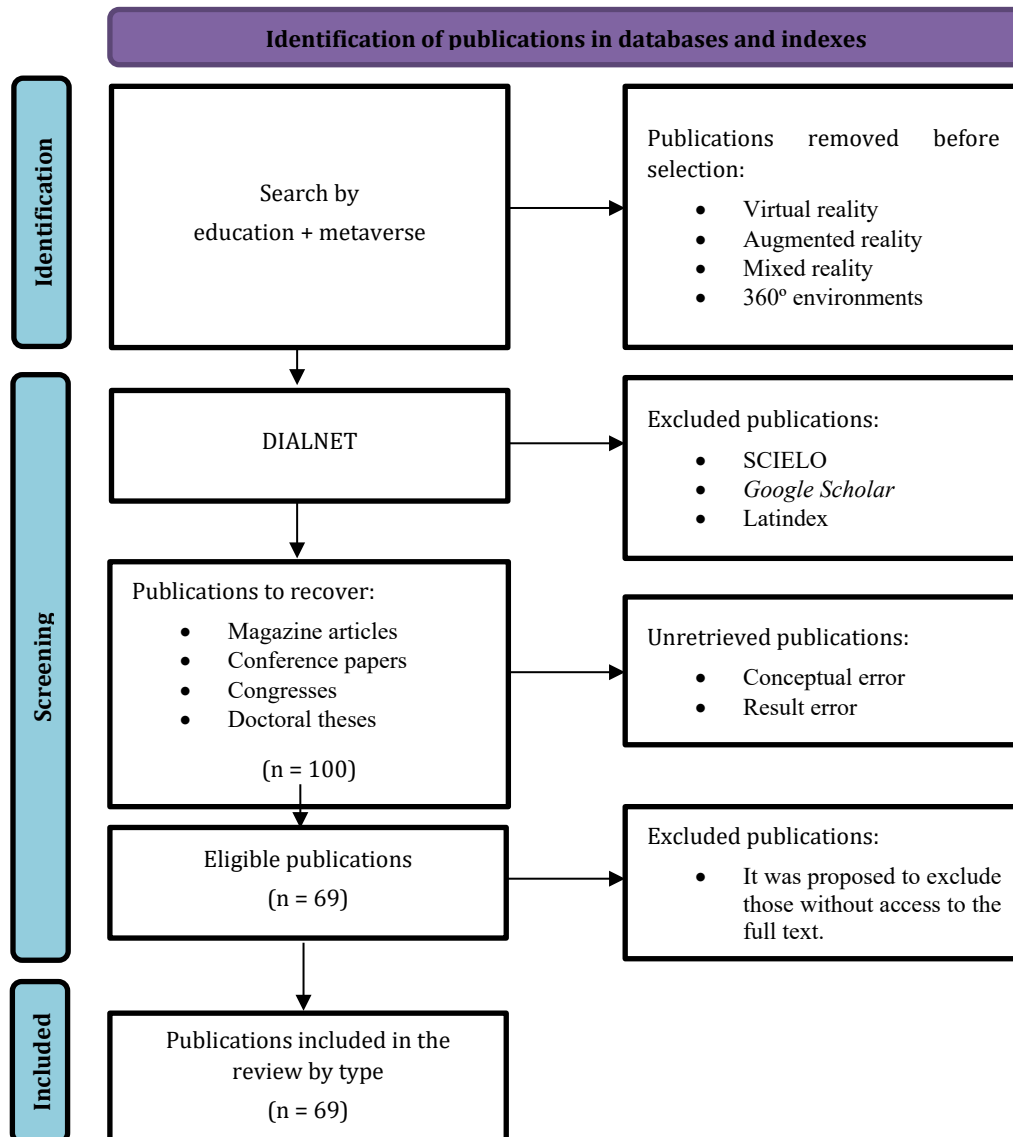 Identification of publications in databases and indexes
Identification
Search by
education + metaverse
Publications removed before
selection:
• Virtual reality
• Augmented reality
• Mixed reality
• 360º environments
Screening
DIALNET
Excluded publications:
• SCIELO
• Google Scholar
• Latindex
Publications to recover:
• Magazine articles
• Conference papers
• Congresses
• Doctoral theses
(n = 100)
Unretrieved publications:
• Conceptual error
• Result error
Eligible publications
(n = 69)
Excluded publications:
• It was proposed to exclude
those without access to the
full text.
Included
Publications included in the
review by type
(n = 69)